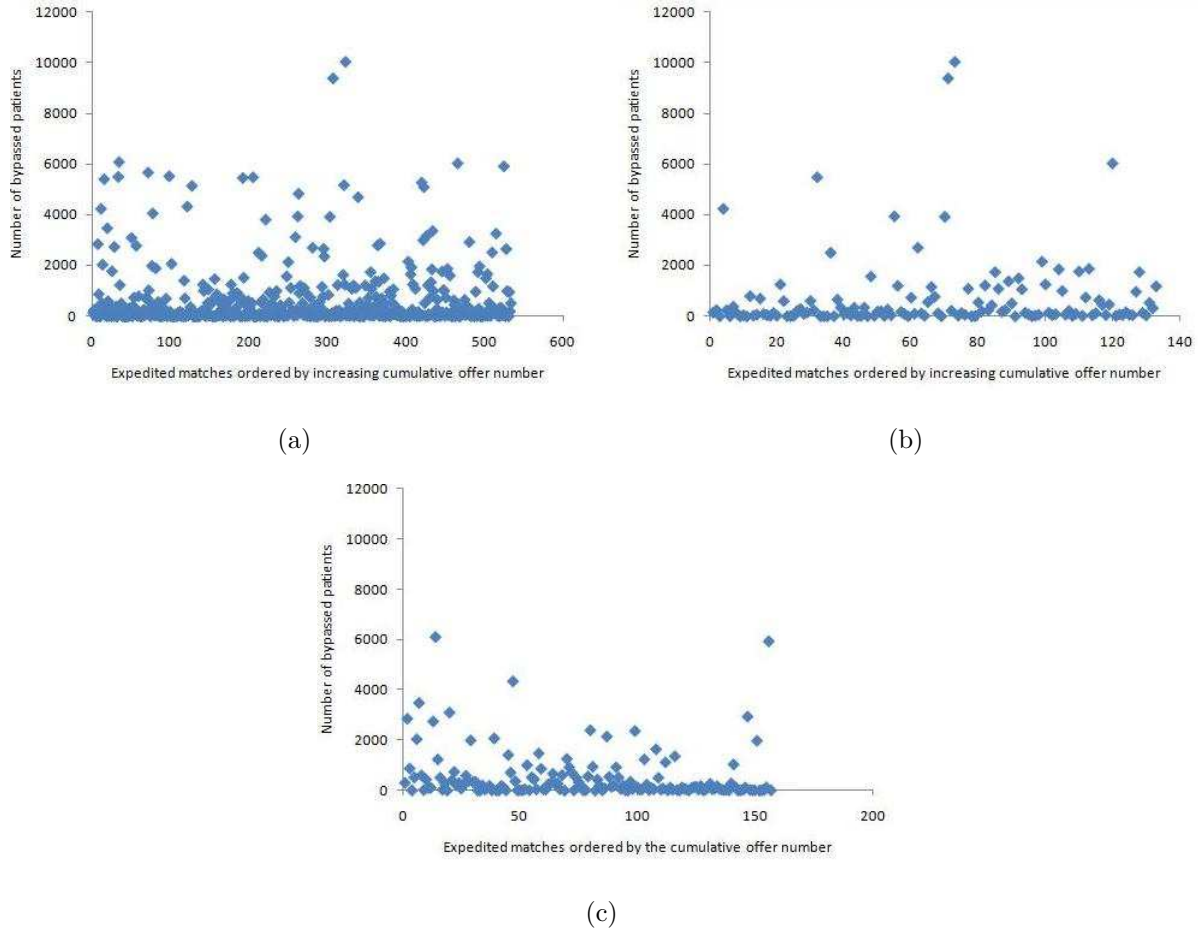 12000
10000
8000
6000
4000
2000
0
Number of bypassed patients
0 100 200 300 400 500 600
Expedited matches ordered by increasing cumulative offer number
(a)
12000
10000
8000
6000
4000
2000
0
Number of bypassed patients
0 20 40 60 80 100 120 140
Expedited matches ordered by increasing cumulative offer number
(b)
12000
10000
8000
6000
4000
2000
0
Number of bypassed patients
0 50 100 150 200
Expedited matches ordered by the cumulative offer number
(c)